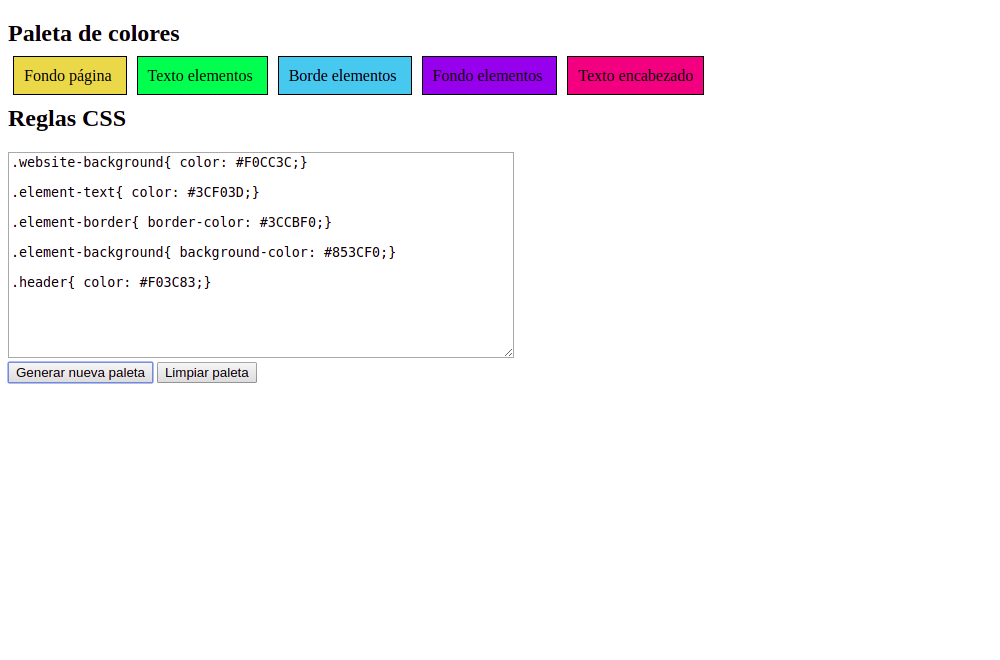 Paleta de colores
Fondo página Texto elementos Borde elementos Fondo elementos Texto encabezado
Reglas CSS
.website-background{ color: #F0CC3C;}
.element-text{ color: #3CF03D;}
.element-border{ border-color: #3CCBF0;}
.element-background{ background-color: #853CF0;}
.header{ color: #F03C83;}
Generar nueva paleta Limpiar paleta